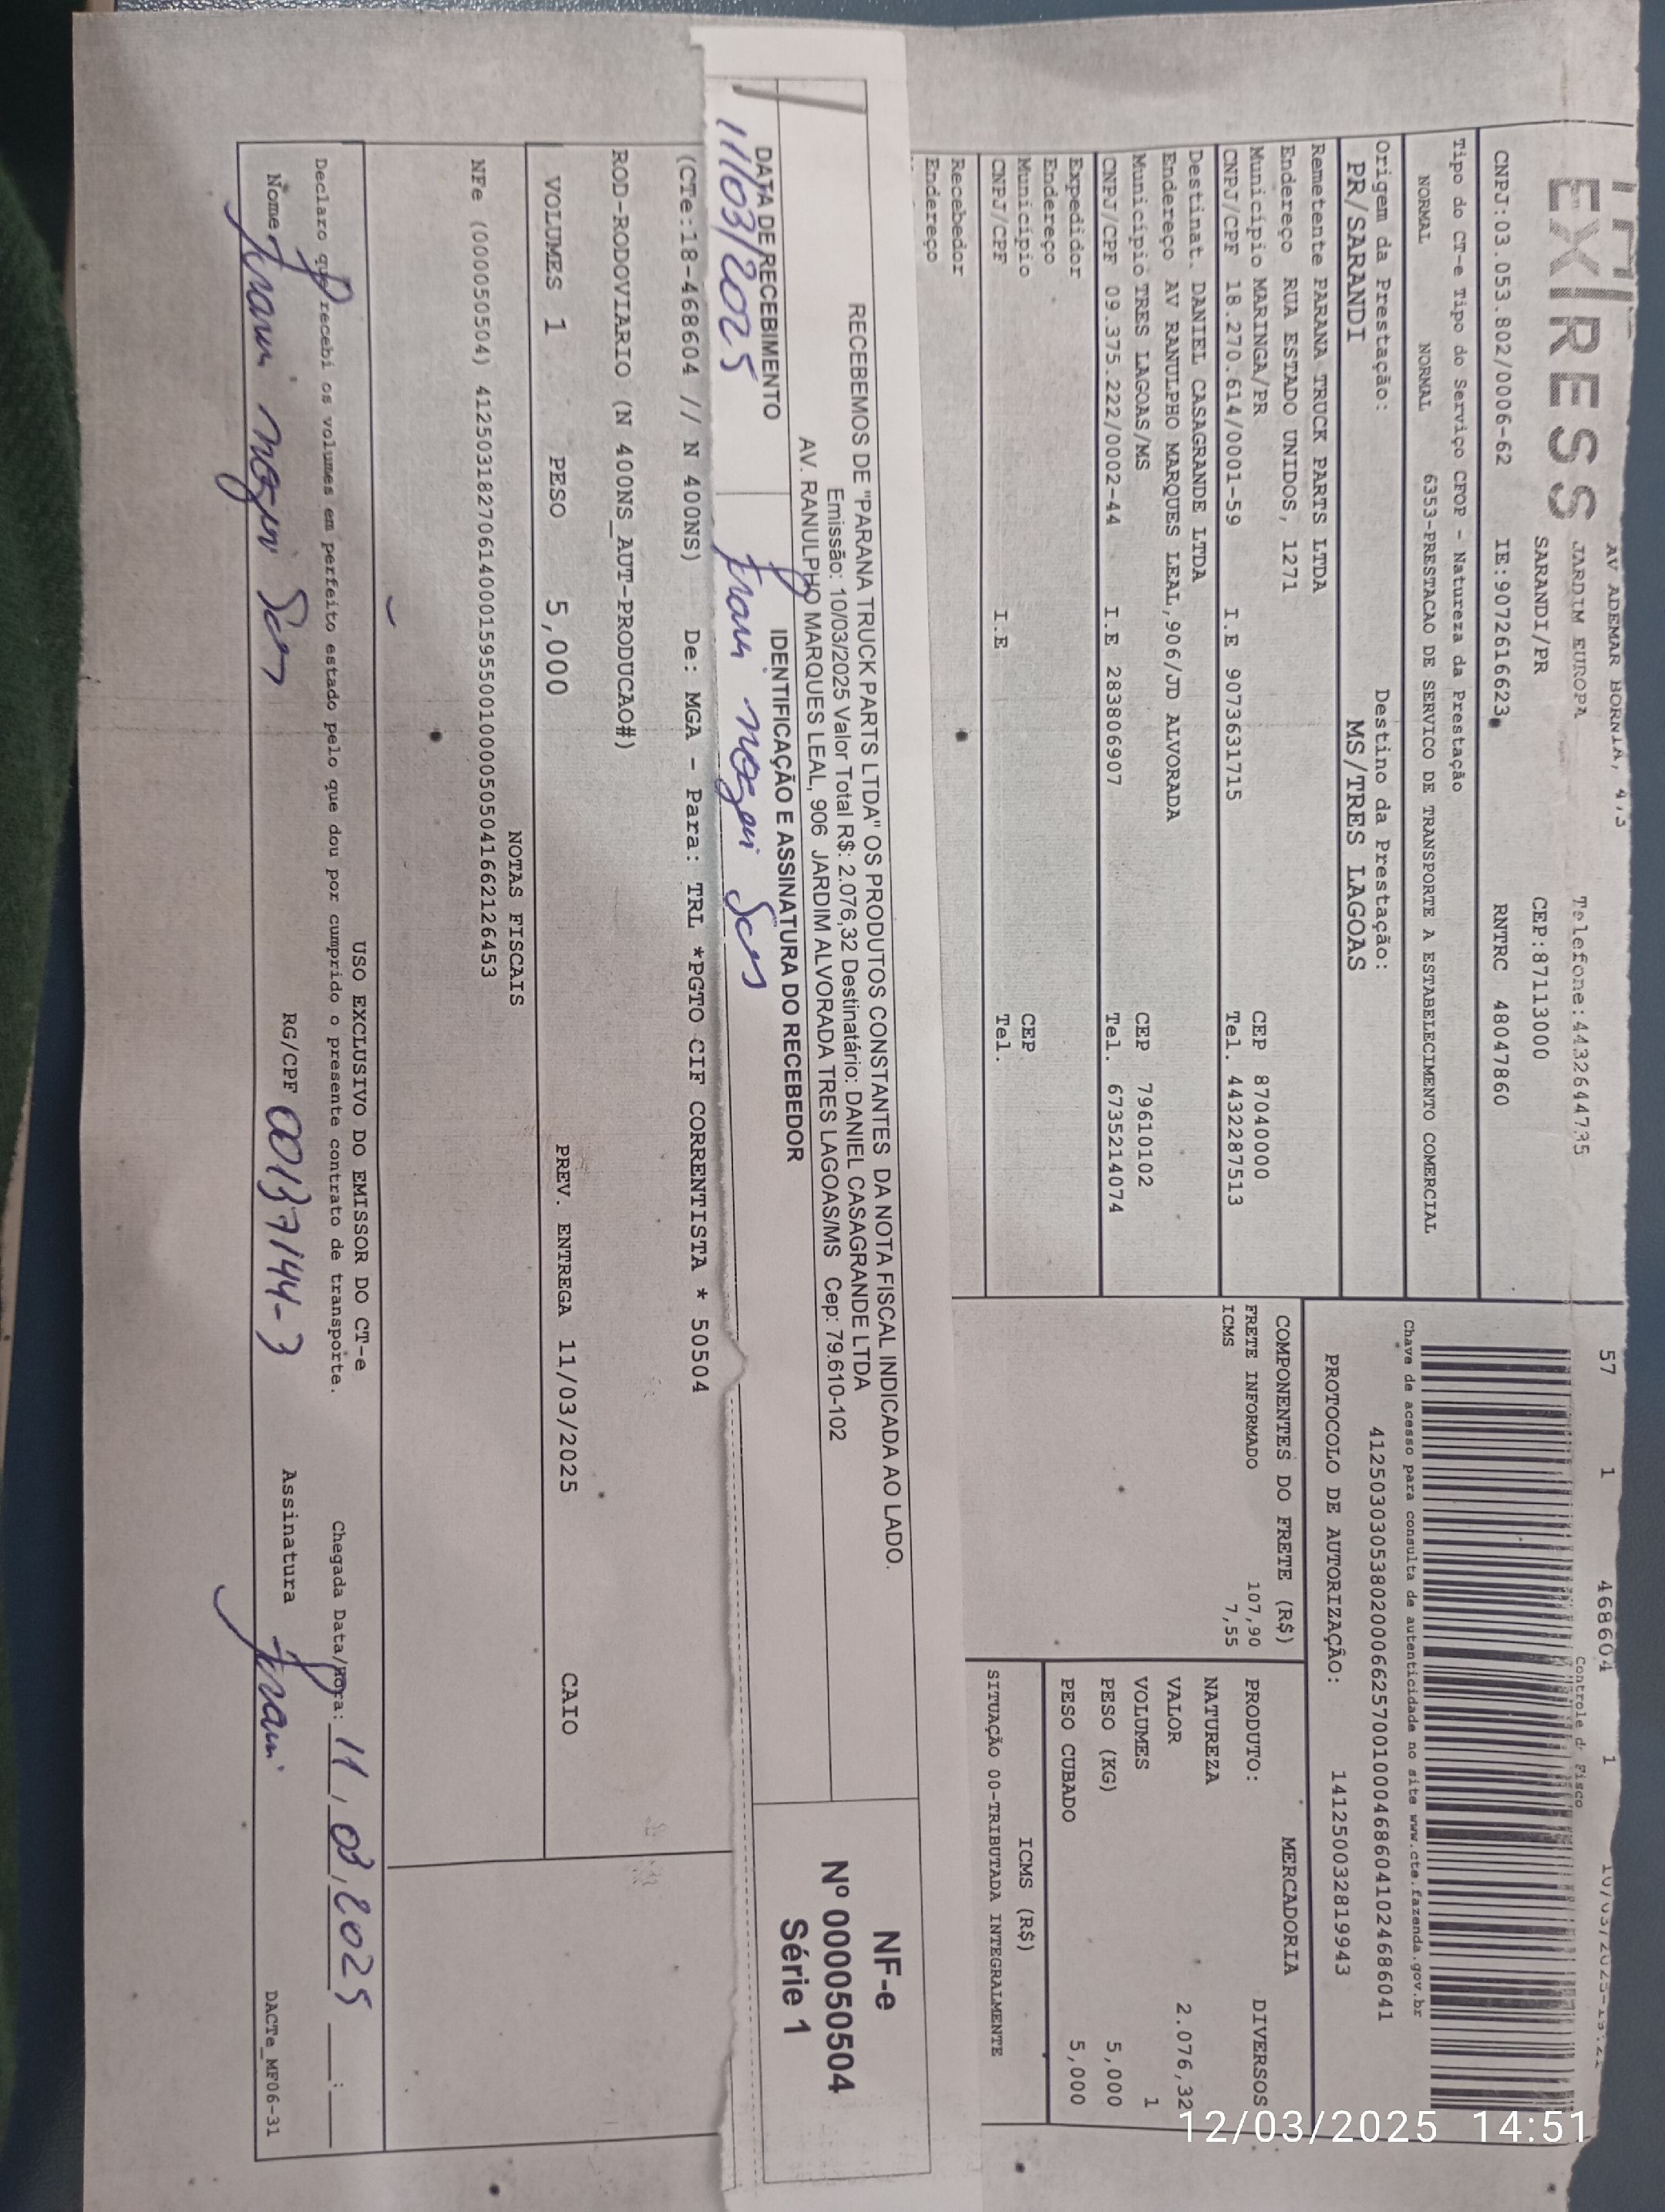 EXPRESS
AV ADEMAR BORNIA,
JARDIM EUROPA Telefone:4432644735
SARANDI/PR CEP:87113000
CNPJ:03.053.802/0006-62 IE:9072616623 RNTRC 48047860
Tipo do CT-e Tipo do Serviço CFOP - Natureza da Prestação
NORMAL NORMAL 6353-PRESTACAO DE SERVICO DE TRANSPORTE A ESTABELECIMENTO COMERCIAL
Origem da Prestação: Destino da Prestação:
PR/SARANDI MS/TRES LAGOAS
Remetente PARANA TRUCK PARTS LTDA
Endereço RUA ESTADO UNIDOS, 1271
Município MARINGA/PR CEP 87040000
CNPJ/CPF 18.270.614/0001-59 I.E 9073631715 Tel. 4432287513
Destinat. DANIEL CASAGRANDE LTDA
Endereço AV RANULPHO MARQUES LEAL,906/JD ALVORADA
Município TRES LAGOAS/MS CEP 79610102
CNPJ/CPF 09.375.222/0002-44 I.E 283806907 Tel. 6735214074
Expedidor
Endereço
Município CEP
CNPJ/CPF I.E Tel.
Recebedor
Endereço
57 1 468604 1
Controle do Fisco
Chave de acesso para consulta de autenticidade no site www.cte.fazenda.gov.br
41250303053802000662570010004686041024686041
PROTOCOLO DE AUTORIZAÇÃO: 141250032819943
COMPONENTES DO FRETE (R$)
FRETE INFORMADO 107,90
ICMS 7,55
MERCADORIA
PRODUTO: DIVERSOS
NATUREZA
VALOR 2.076,32
VOLUMES 1
PESO (KG) 5,000
PESO CUBADO 5,000
ICMS (R$)
SITUAÇÃO 00-TRIBUTADA INTEGRALMENTE
RECEBEMOS DE "PARANA TRUCK PARTS LTDA" OS PRODUTOS CONSTANTES DA NOTA FISCAL INDICADA AO LADO.
Emissão: 10/03/2025 Valor Total R$: 2.076,32 Destinatário: DANIEL CASAGRANDE LTDA
AV. RANULPHO MARQUES LEAL, 906 JARDIM ALVORADA TRES LAGOAS/MS Cep: 79.610-102
DATA DE RECEBIMENTO IDENTIFICAÇÃO E ASSINATURA DO RECEBEDOR
11/03/2025
NF-e
Nº 000050504
Série 1
(CTe:18-468604 // N 400NS) De: MGA - Para: TRL *PGTO CIF CORRENTISTA * 50504
ROD-RODOVIARIO (N 400NS_AUT-PRODUCAO#)
VOLUMES 1 PESO 5,000 PREV. ENTREGA 11/03/2025 CAIO
NOTAS FISCAIS
NFe (000050504) 41250318270614000159550010000505041662126453
USO EXCLUSIVO DO EMISSOR DO CT-e
Declaro que recebi os volumes em perfeito estado pelo que dou por cumprido o presente contrato de transporte. Chegada Data/Hora: 11/03/2025
Nome RG/CPF 00137144-3 Assinatura
DACTe_MF06-31
12/03/2025 14:51